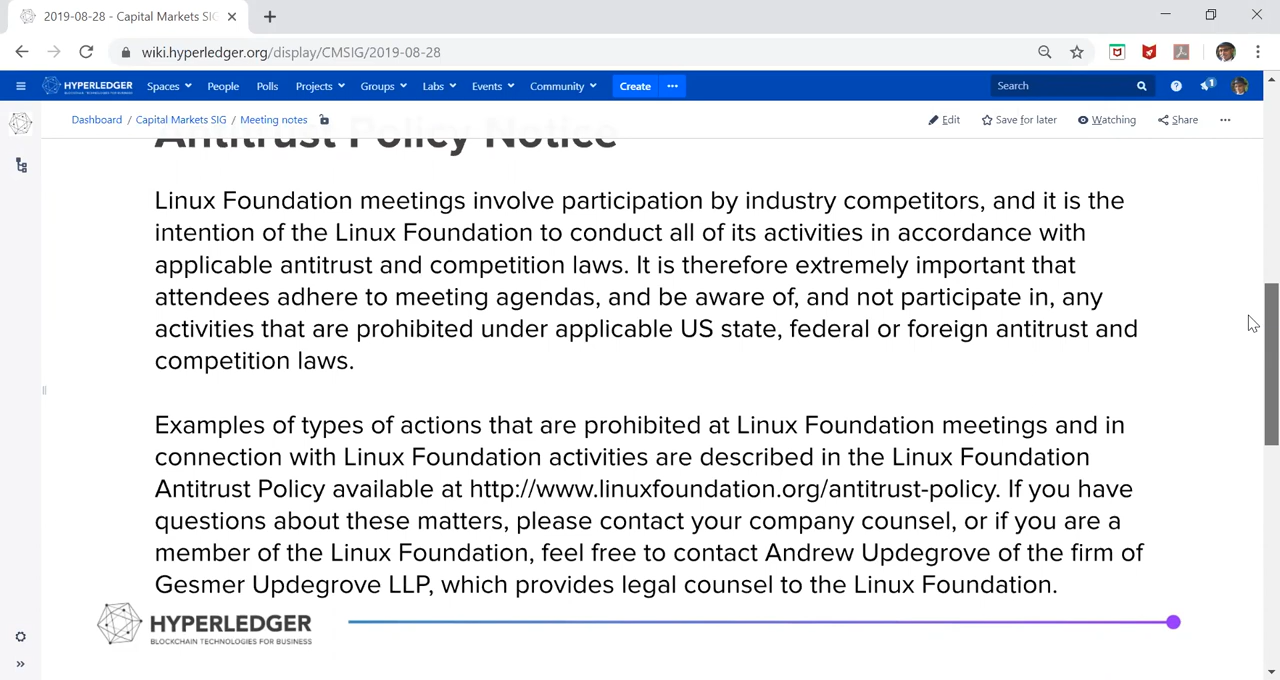 2019-08-28 - Capital Markets SIG
wiki.hyperledger.org/display/CMSIG/2019-08-28
HYPERLEDGER
BLOCKCHAIN TECHNOLOGIES FOR BUSINESS
Spaces People Polls Projects Groups Labs Events Community Create ••• Search 1
Dashboard / Capital Markets SIG / Meeting notes Edit Save for later Watching Share •••
Antitrust Policy Notice
Linux Foundation meetings involve participation by industry competitors, and it is the
intention of the Linux Foundation to conduct all of its activities in accordance with
applicable antitrust and competition laws. It is therefore extremely important that
attendees adhere to meeting agendas, and be aware of, and not participate in, any
activities that are prohibited under applicable US state, federal or foreign antitrust and
competition laws.
Examples of types of actions that are prohibited at Linux Foundation meetings and in
connection with Linux Foundation activities are described in the Linux Foundation
Antitrust Policy available at http://www.linuxfoundation.org/antitrust-policy. If you have
questions about these matters, please contact your company counsel, or if you are a
member of the Linux Foundation, feel free to contact Andrew Updegrove of the firm of
Gesmer Updegrove LLP, which provides legal counsel to the Linux Foundation.
HYPERLEDGER
BLOCKCHAIN TECHNOLOGIES FOR BUSINESS